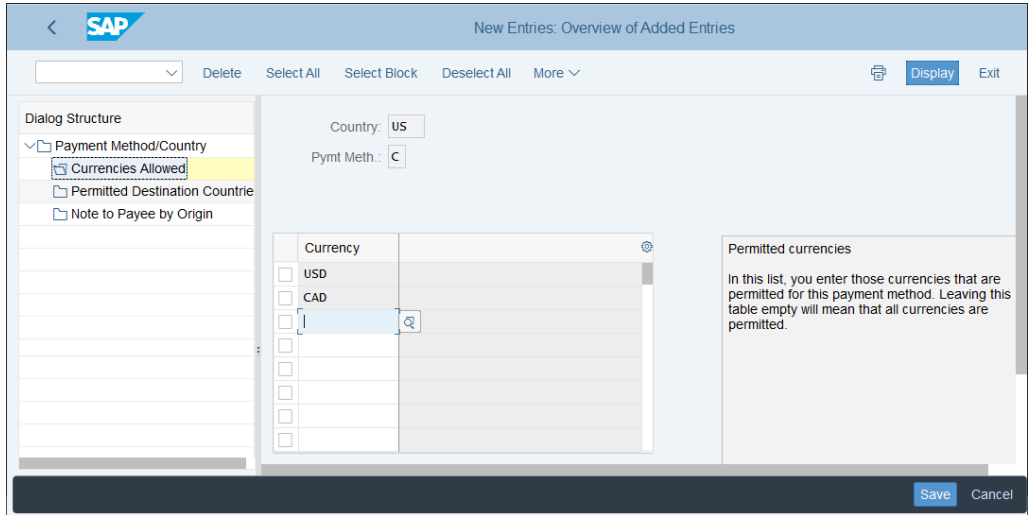 SAP
New Entries: Overview of Added Entries
Delete Select All Select Block Deselect All More Display Exit
Dialog Structure
Payment Method/Country
Currencies Allowed
Permitted Destination Countrie
Note to Payee by Origin
Country: US
Pymt Meth.: C
Currency
USD
CAD
Permitted currencies
In this list, you enter those currencies that are
permitted for this payment method. Leaving this
table empty will mean that all currencies are
permitted.
Save Cancel